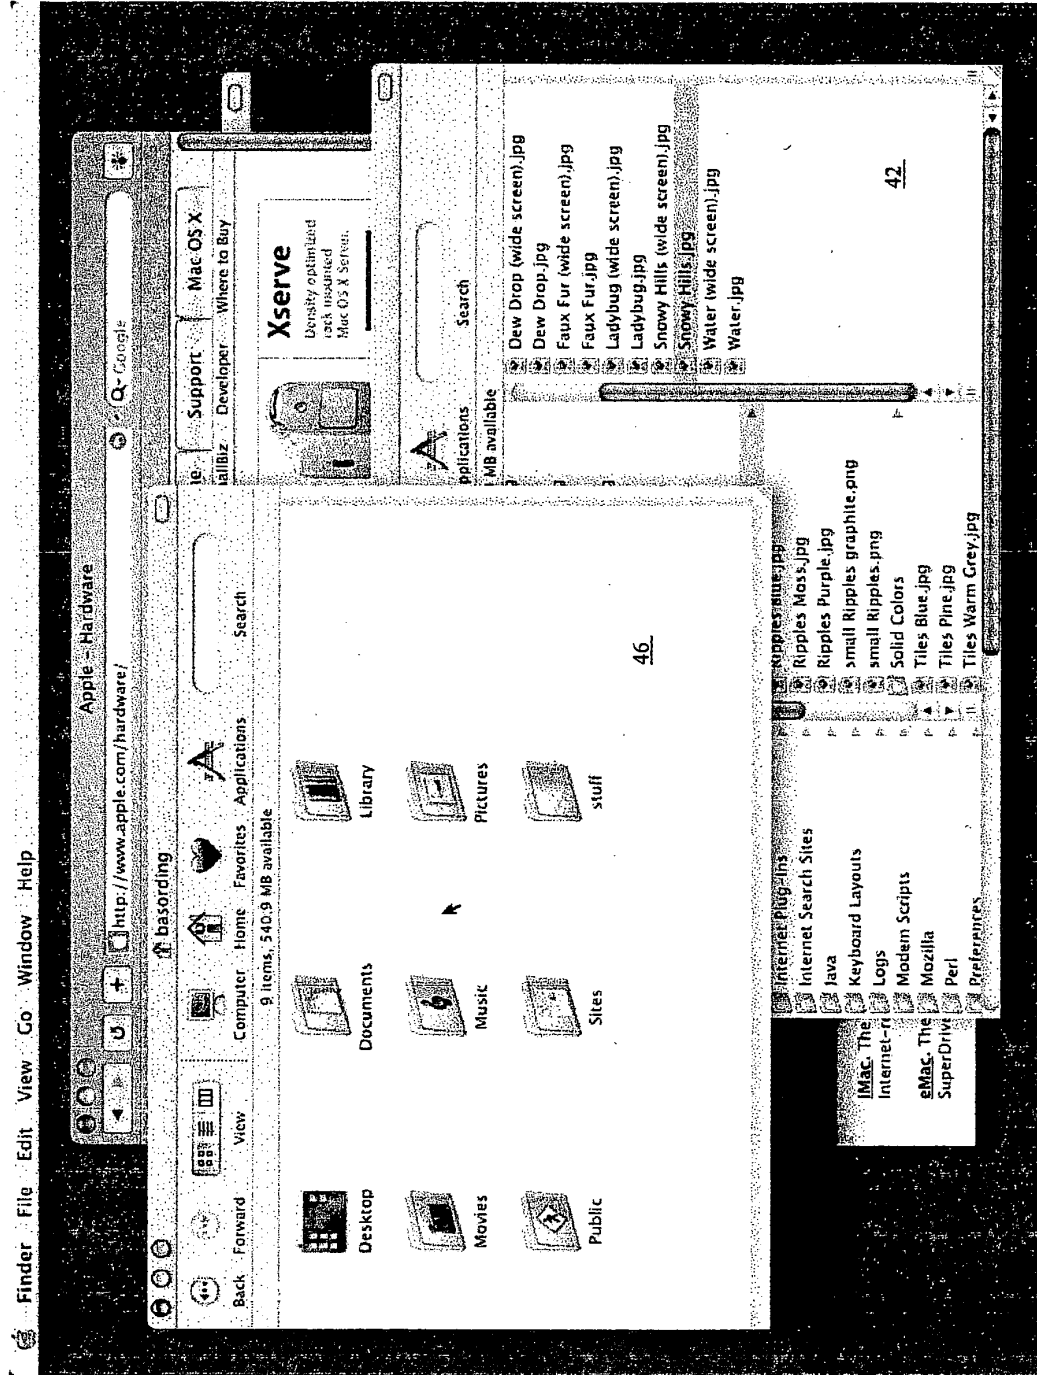 Finder File Edit View Go Window Help
Apple – Hardware
http://www.apple.com/hardware/
Google
Support
Mac OS X
Developer
Where to Buy
Xserve
Density optimized
rack mounted
Mac OS X Server.
basording
Back
Forward
View
Computer
Home
Favorites
Applications
Search
9 items, 540.9 MB available
Desktop
Documents
Library
Movies
Music
Pictures
Public
Sites
stuff
46
pplications
Search
MB available
Dew Drop (wide screen).jpg
Dew Drop.jpg
Faux Fur (wide screen).jpg
Faux Fur.jpg
Ladybug (wide screen).jpg
Ladybug.jpg
Snowy Hills (wide screen).jpg
Snowy Hills.jpg
Water (wide screen).jpg
Water.jpg
42
Ripples Blue.jpg
Ripples Moss.jpg
Ripples Purple.jpg
small Ripples graphite.png
small Ripples.png
Solid Colors
Tiles Blue.jpg
Tiles Pine.jpg
Tiles Warm Grey.jpg
Internet Plug-Ins
Internet Search Sites
Java
Keyboard Layouts
Logs
Modem Scripts
Mozilla
Perl
Preferences
iMac. The
Internet-r
eMac. The
SuperDrive